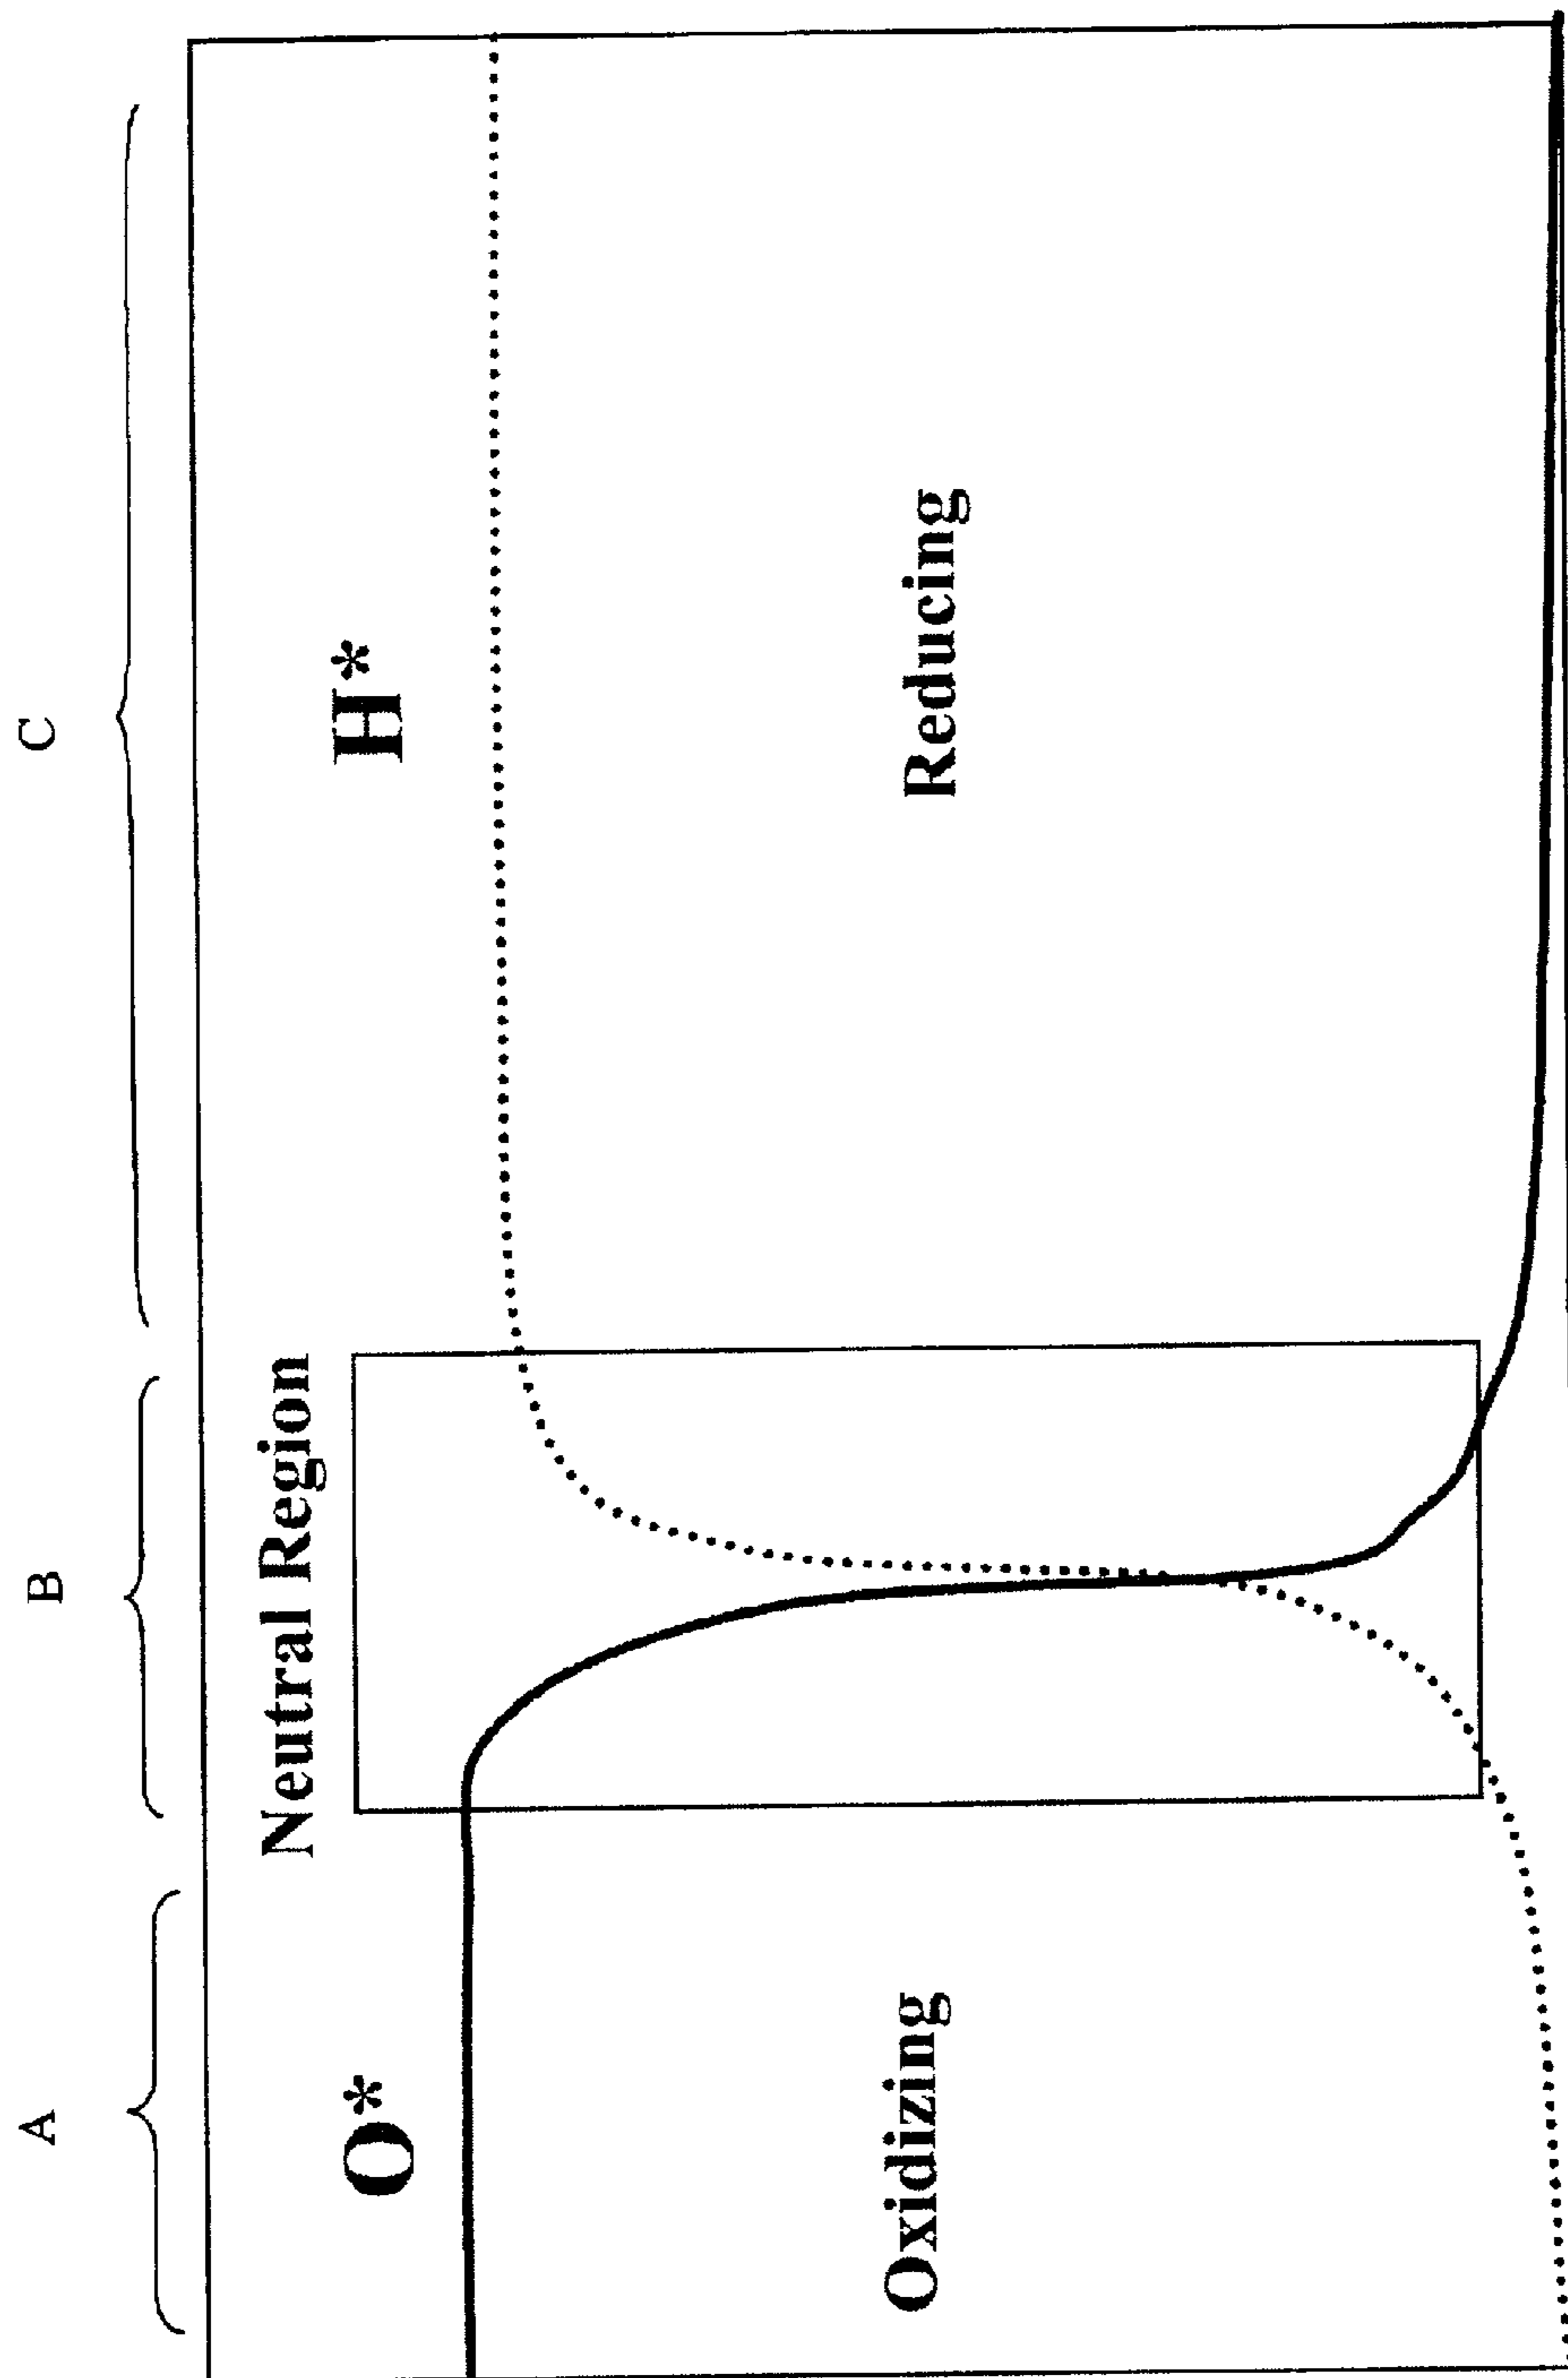 A
B
C
Neutral Region
O*
H*
Oxidizing
Reducing